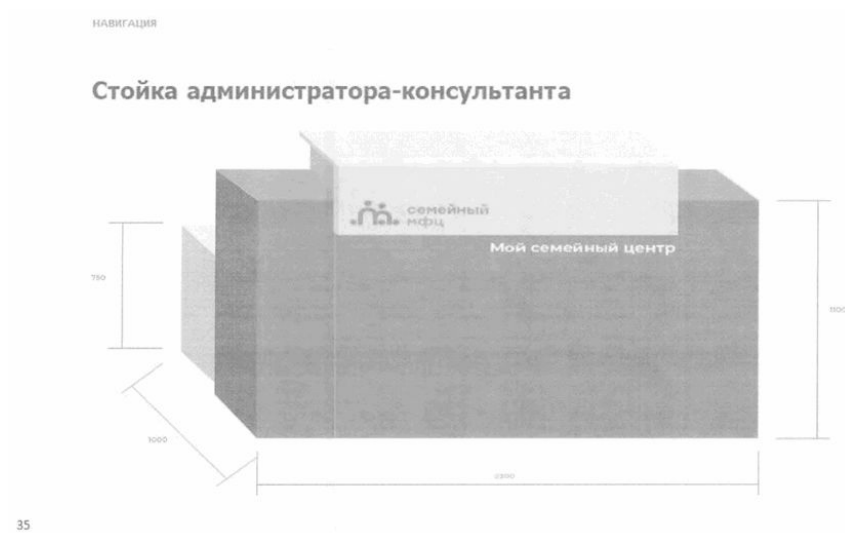 НАВИГАЦИЯ
Стойка администратора-консультанта
семейный
мфц
Мой семейный центр
750
1000
35